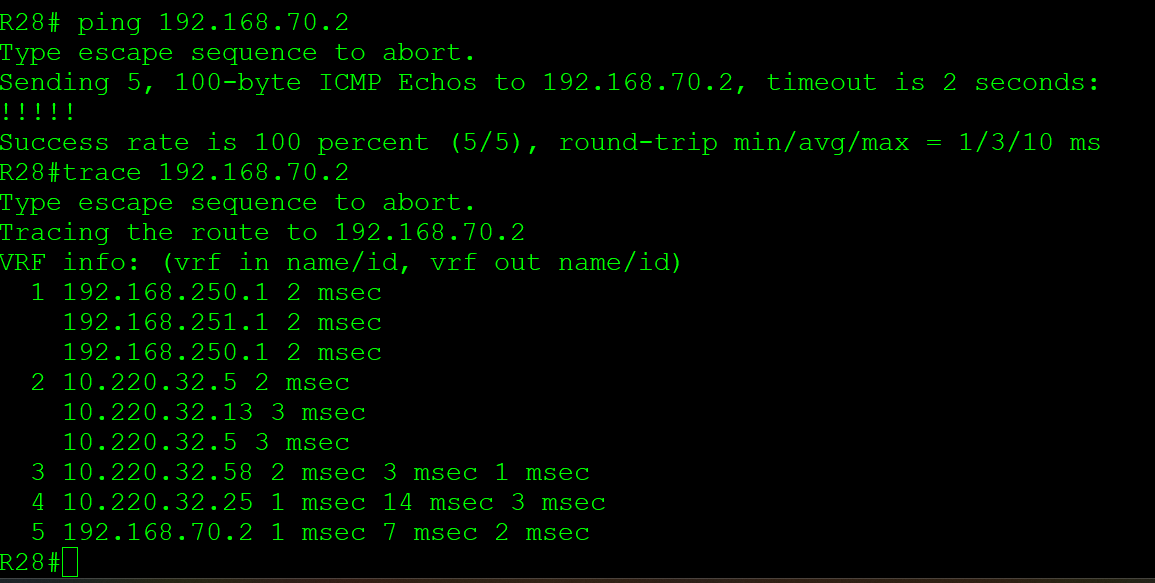 R28# ping 192.168.70.2
Type escape sequence to abort.
Sending 5, 100-byte ICMP Echos to 192.168.70.2, timeout is 2 seconds:
!!!!!
Success rate is 100 percent (5/5), round-trip min/avg/max = 1/3/10 ms
R28#trace 192.168.70.2
Type escape sequence to abort.
Tracing the route to 192.168.70.2
VRF info: (vrf in name/id, vrf out name/id)
  1 192.168.250.1 2 msec
    192.168.251.1 2 msec
    192.168.250.1 2 msec
  2 10.220.32.5 2 msec
    10.220.32.13 3 msec
    10.220.32.5 3 msec
  3 10.220.32.58 2 msec 3 msec 1 msec
  4 10.220.32.25 1 msec 14 msec 3 msec
  5 192.168.70.2 1 msec 7 msec 2 msec
R28#